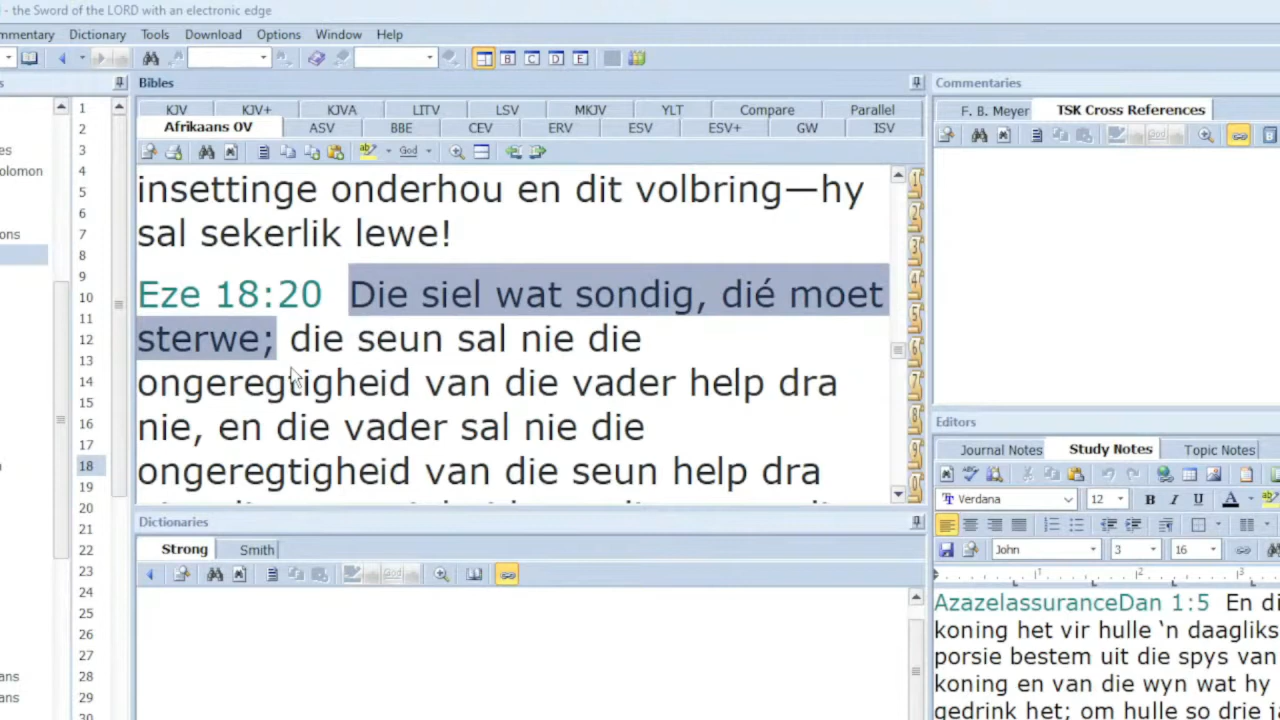 - the Sword of the LORD with an electronic edge
Dictionary Tools Download Options Window Help
Bibles
KJV KJV+ KJVA LITV LSV MKJV YLT Compare Parallel
Afrikaans OV ASV BBE CEV ERV ESV ESV+ GW ISV
insettinge onderhou en dit volbring—hy
sal sekerlik lewe!
Eze 18:20 Die siel wat sondig, dié moet
sterwe; die seun sal nie die
ongeregtigheid van die vader help dra
nie, en die vader sal nie die
ongeregtigheid van die seun help dra
1
2
3
4
5
6
7
8
9
10
11
12
13
14
15
16
17
18
19
20
21
22
23
24
25
26
27
28
29
30
Dictionaries
Strong Smith
Commentaries
F. B. Meyer TSK Cross References
Editors
Journal Notes Study Notes Topic Notes
Verdana 12 B I U A
John 3 16
1 2 3
AzazelassuranceDan 1:5 En di
koning het vir hulle 'n daagliks
porsie bestem uit die spys van
koning en van die wyn wat hy
gedrink het; om hulle so drie